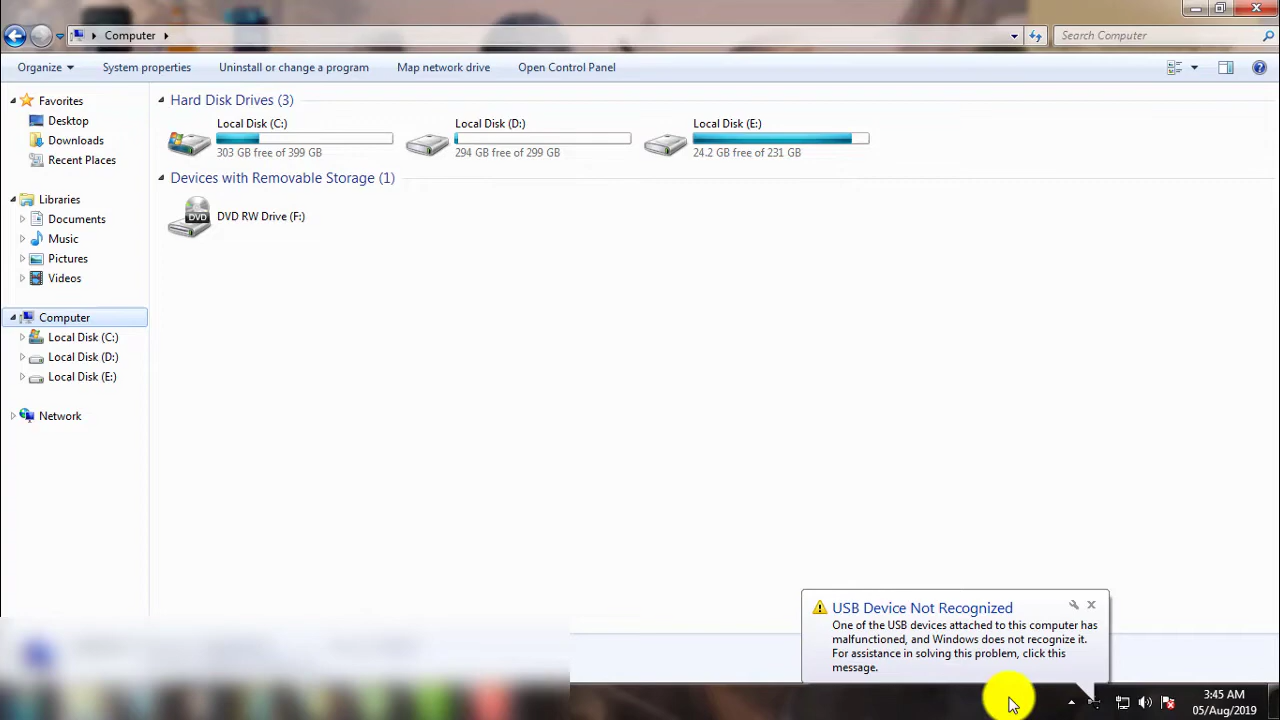 Computer
Search Computer
Organize
System properties
Uninstall or change a program
Map network drive
Open Control Panel
Favorites
Desktop
Downloads
Recent Places
Libraries
Documents
Music
Pictures
Videos
Computer
Local Disk (C:)
Local Disk (D:)
Local Disk (E:)
Network
Hard Disk Drives (3)
Local Disk (C:)
303 GB free of 399 GB
Local Disk (D:)
294 GB free of 299 GB
Local Disk (E:)
24.2 GB free of 231 GB
Devices with Removable Storage (1)
DVD
DVD RW Drive (F:)
USB Device Not Recognized
One of the USB devices attached to this computer has
malfunctioned, and Windows does not recognize it.
For assistance in solving this problem, click this
message.
3:45 AM
05/Aug/2019